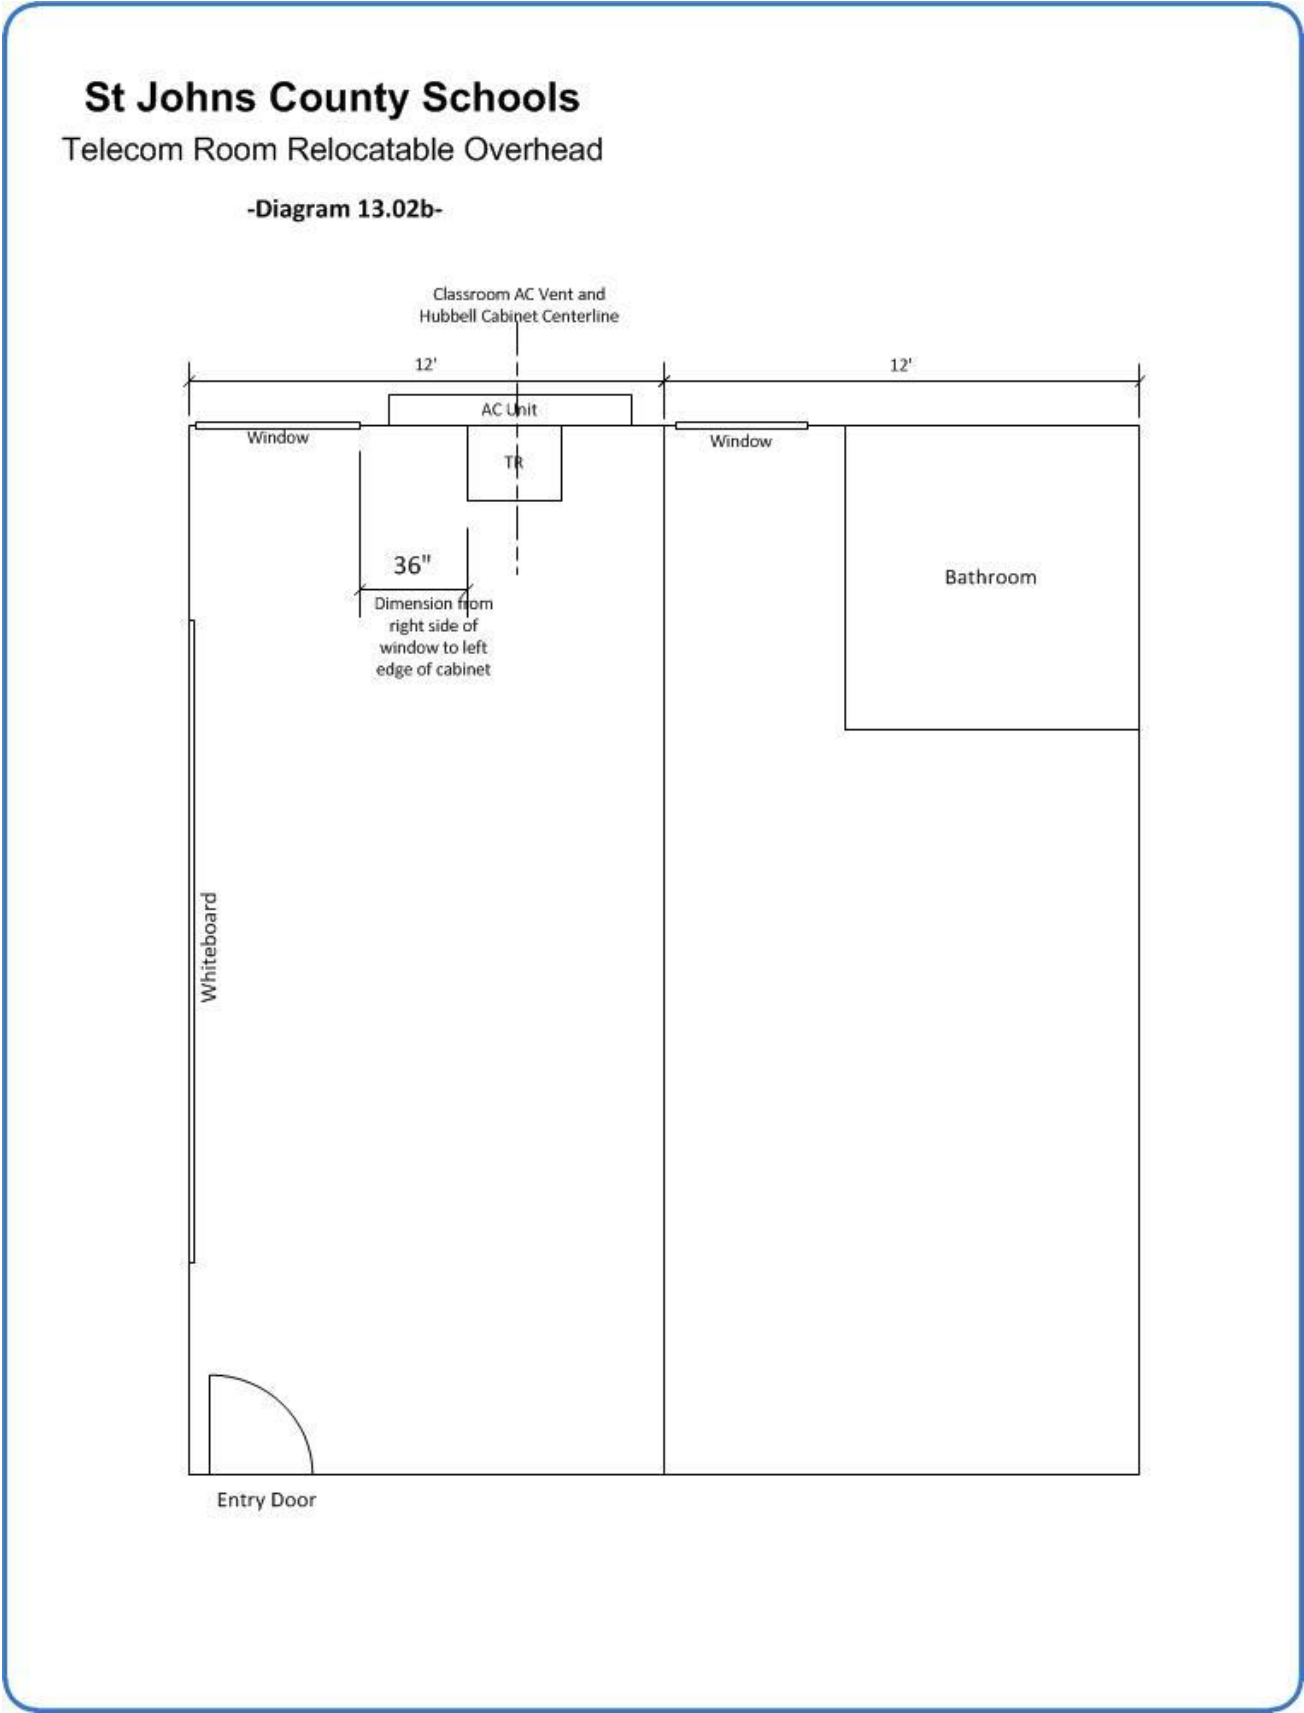 St Johns County Schools
Telecom Room Relocatable Overhead
-Diagram 13.02b-
Classroom AC Vent and
Hubbell Cabinet Centerline
12'
12'
AC Unit
Window
Window
TR
36"
Dimension from
right side of
window to left
edge of cabinet
Bathroom
Whiteboard
Entry Door